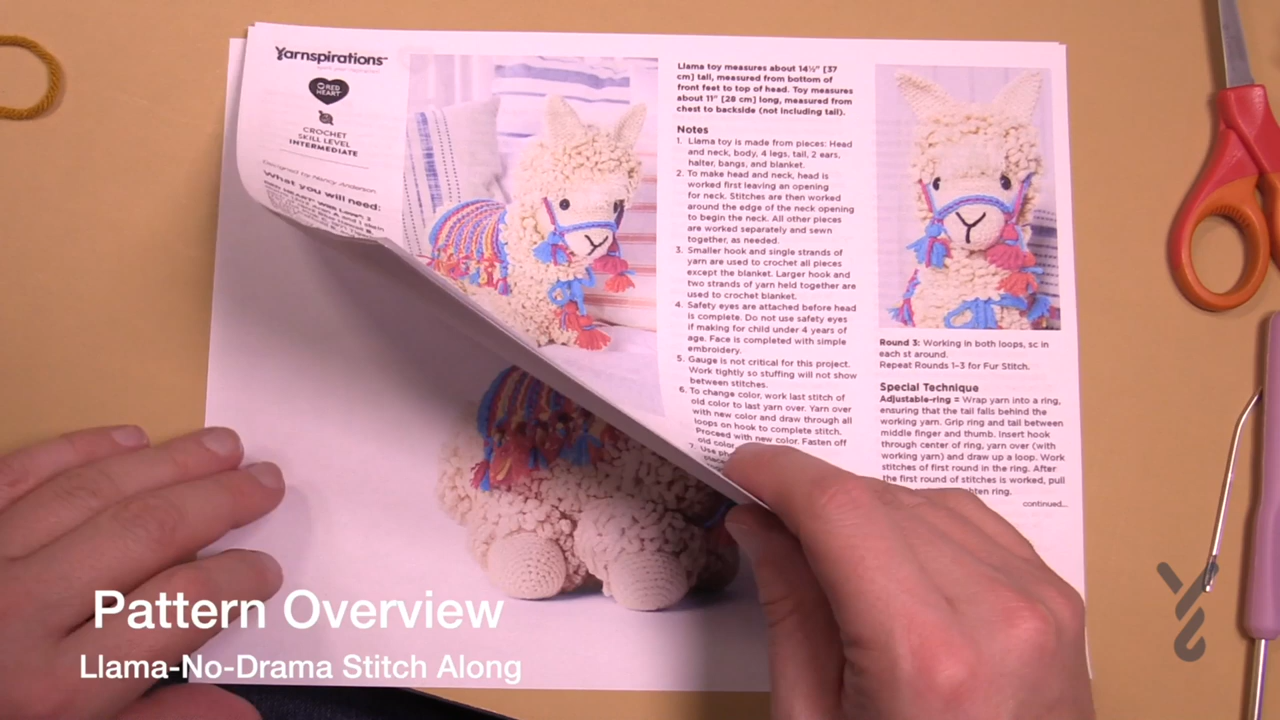 Yarnspirations™
RED
HEART
CROCHET
SKILL LEVEL
INTERMEDIATE
Designed by Nancy Anderson
What you will need:
Llama toy measures about 14½" [37
cm] tall, measured from bottom of
front feet to top of head. Toy measures
about 11" [28 cm] long, measured from
chest to backside (not including tail).
Notes
1. Llama toy is made from pieces: Head
and neck, body, 4 legs, tail, 2 ears,
halter, bangs, and blanket.
2. To make head and neck, head is
worked first leaving an opening
for neck. Stitches are then worked
around the edge of the neck opening
to begin the neck. All other pieces
are worked separately and sewn
together, as needed.
3. Smaller hook and single strands of
yarn are used to crochet all pieces
except the blanket. Larger hook and
two strands of yarn held together are
used to crochet blanket.
4. Safety eyes are attached before head
is complete. Do not use safety eyes
if making for child under 4 years of
age. Face is completed with simple
embroidery.
5. Gauge is not critical for this project.
Work tightly so stuffing will not show
between stitches.
6. To change color, work last stitch of
old color to last yarn over. Yarn over
with new color and draw through all
loops on hook to complete stitch.
Proceed with new color. Fasten off
old color
7. Use
Round 3: Working in both loops, sc in
each st around.
Repeat Rounds 1–3 for Fur Stitch.
Special Technique
Adjustable-ring = Wrap yarn into a ring,
ensuring that the tail falls behind the
working yarn. Grip ring and tail between
middle finger and thumb. Insert hook
through center of ring, yarn over (with
working yarn) and draw up a loop. Work
stitches of first round in the ring. After
the first round of stitches is worked, pull
ring.
continued...
Pattern Overview
Llama-No-Drama Stitch Along